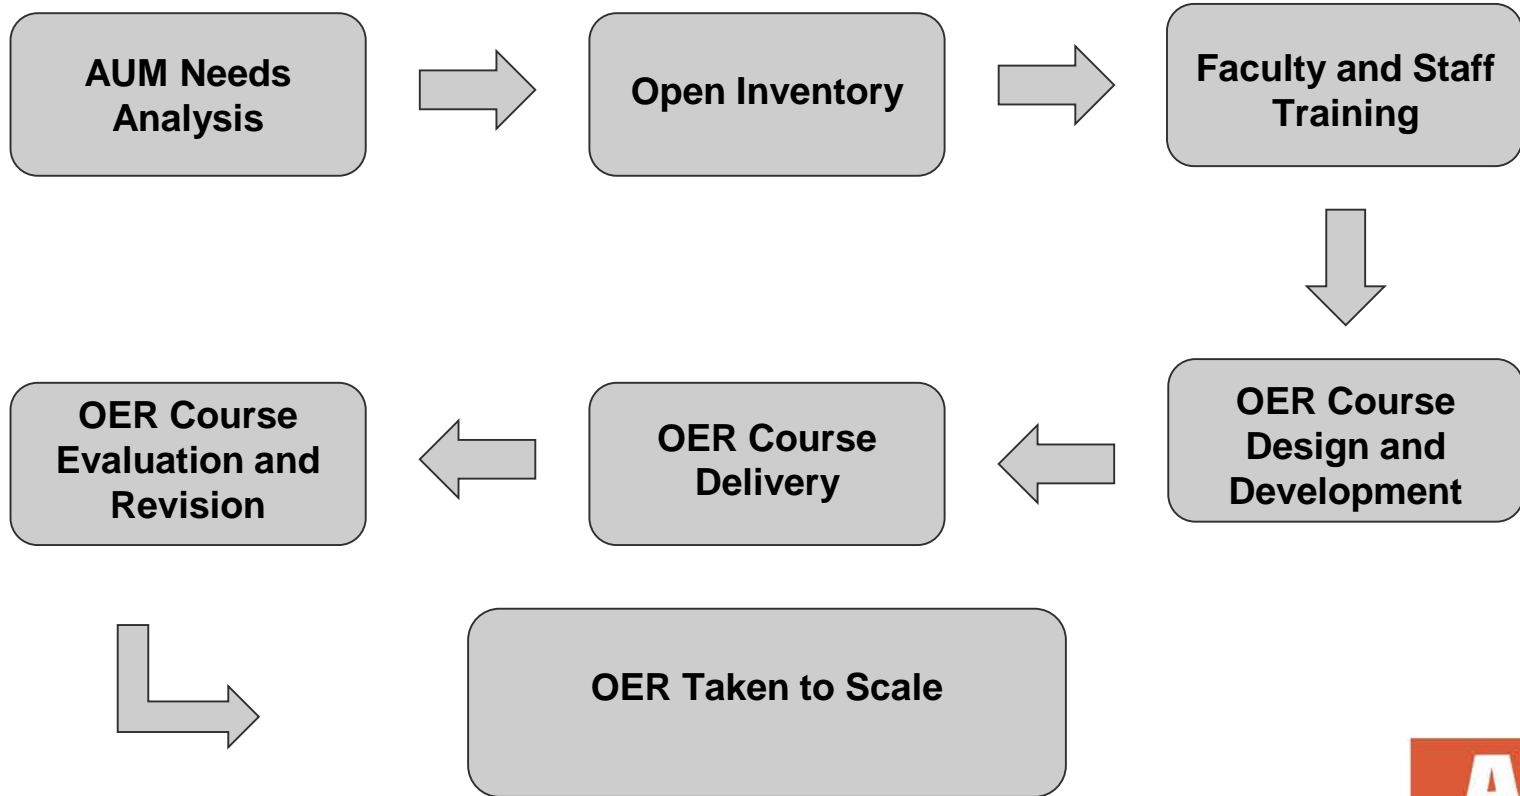 AUM Needs
Analysis
Open Inventory
Faculty and Staff
Training
OER Course
Design and
Development
OER Course
Delivery
OER Course
Evaluation and
Revision
OER Taken to Scale
A